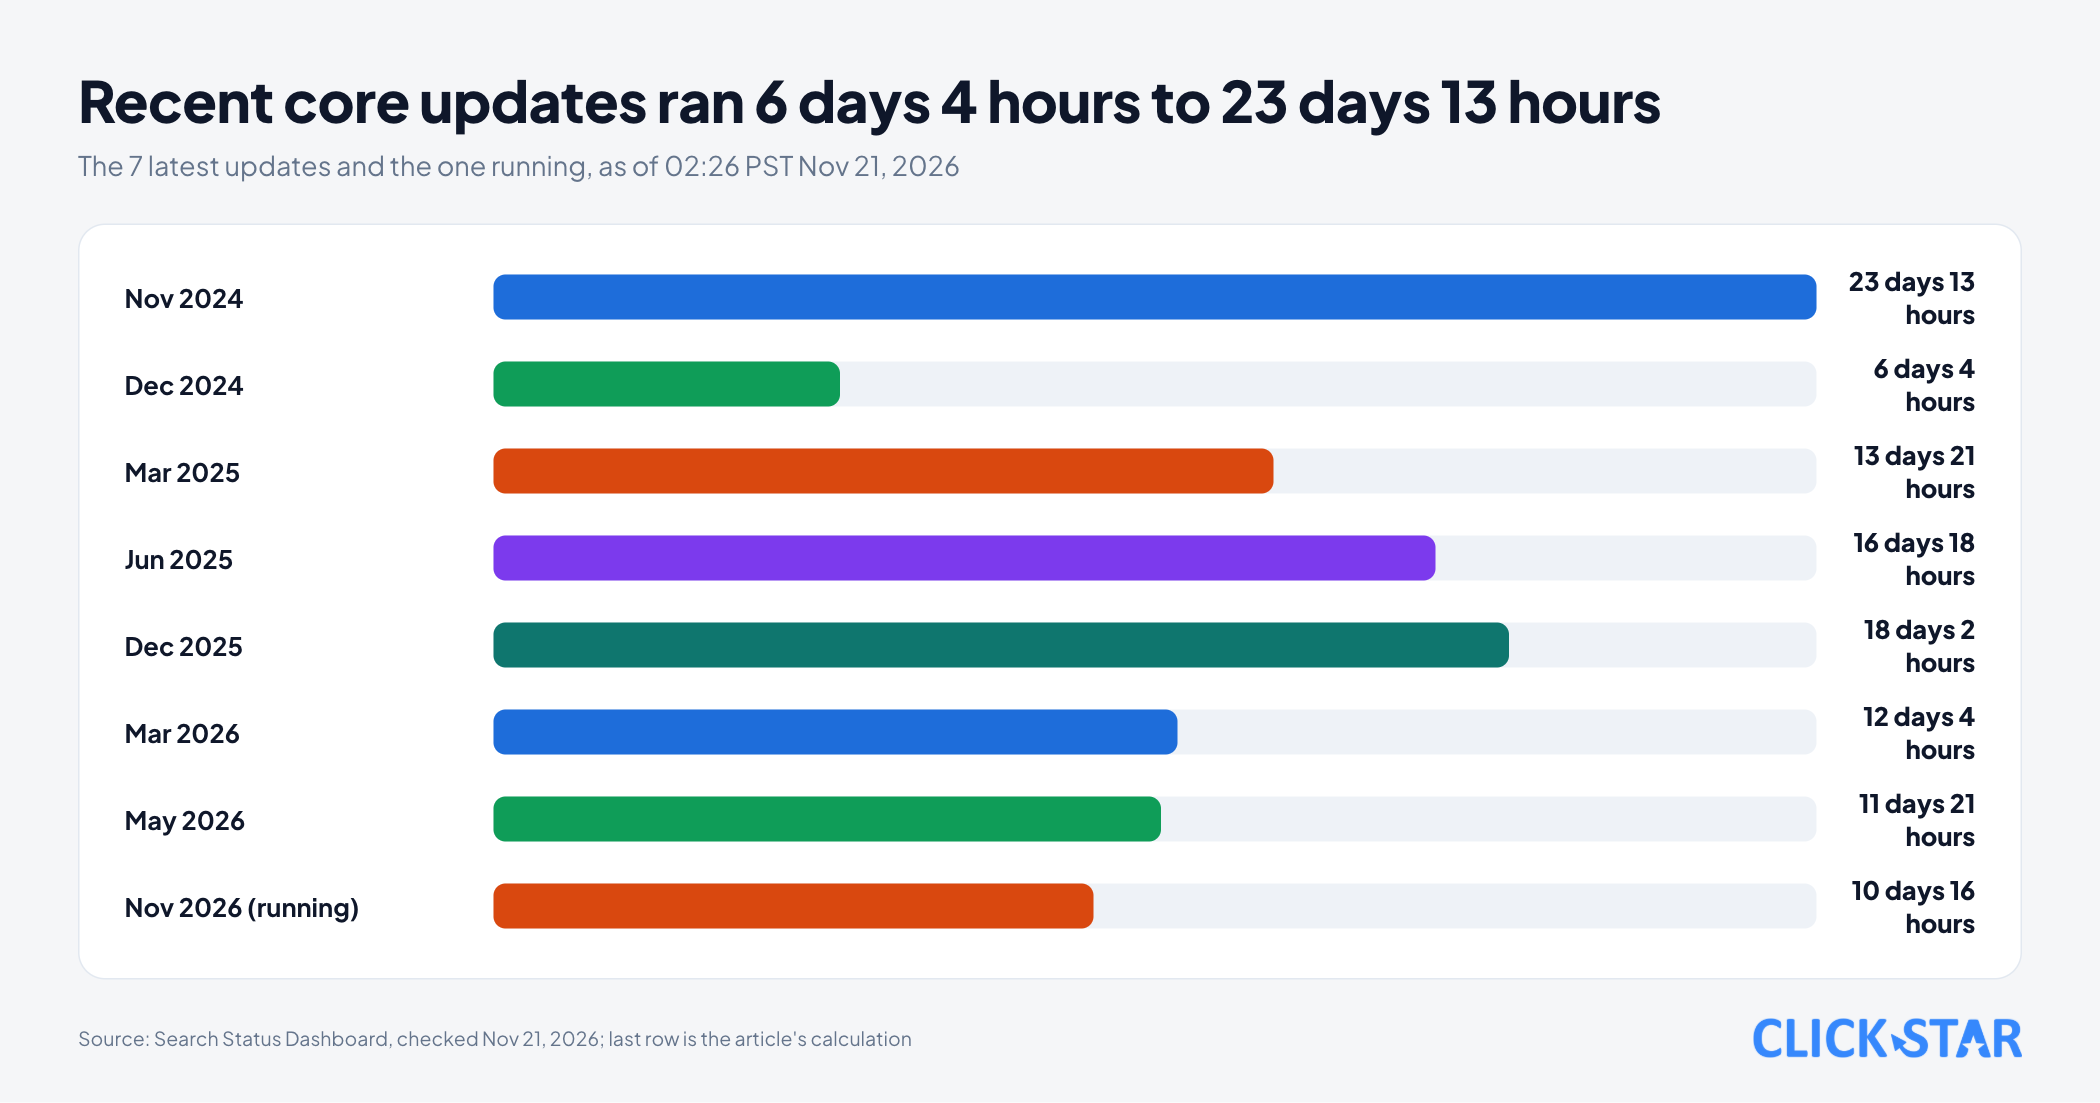 Recent core updates ran 6 days 4 hours to 23 days 13 hours
The 7 latest updates and the one running, as of 02:26 PST Nov 21, 2026
Nov 2024
23 days 13
hours
Dec 2024
6 days 4
hours
Mar 2025
13 days 21
hours
Jun 2025
16 days 18
hours
Dec 2025
18 days 2
hours
Mar 2026
12 days 4
hours
May 2026
11 days 21
hours
Nov 2026 (running)
10 days 16
hours
Source: Search Status Dashboard, checked Nov 21, 2026; last row is the article's calculation
CLICKSTAR